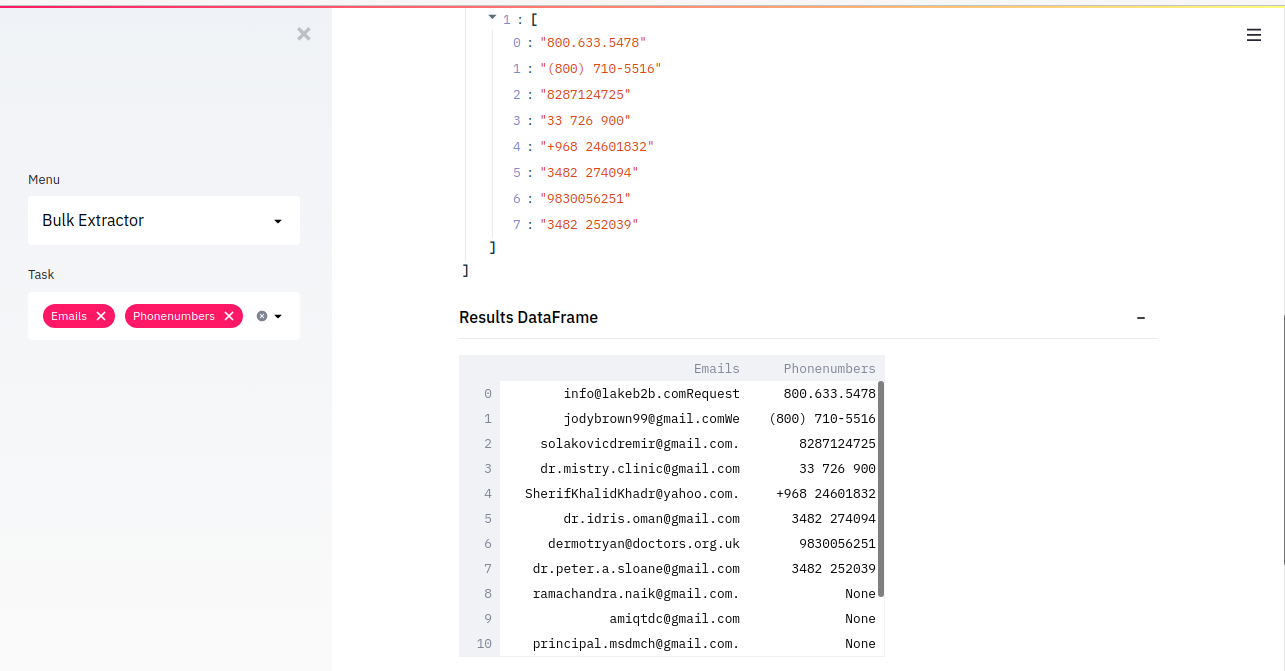 Menu
Bulk Extractor
Task
Emails Phonenumbers
1 : [
0 : "800.633.5478"
1 : "(800) 710-5516"
2 : "8287124725"
3 : "33 726 900"
4 : "+968 24601832"
5 : "3482 274094"
6 : "9830056251"
7 : "3482 252039"
]
]
Results DataFrame
Emails Phonenumbers
0 info@lakeb2b.comRequest 800.633.5478
1 jodybrown99@gmail.comWe (800) 710-5516
2 solakovicdremir@gmail.com. 8287124725
3 dr.mistry.clinic@gmail.com 33 726 900
4 SherifKhalidKhadr@yahoo.com. +968 24601832
5 dr.idris.oman@gmail.com 3482 274094
6 dermotryan@doctors.org.uk 9830056251
7 dr.peter.a.sloane@gmail.com 3482 252039
8 ramachandra.naik@gmail.com. None
9 amiqtdc@gmail.com None
10 principal.msdmch@gmail.com. None